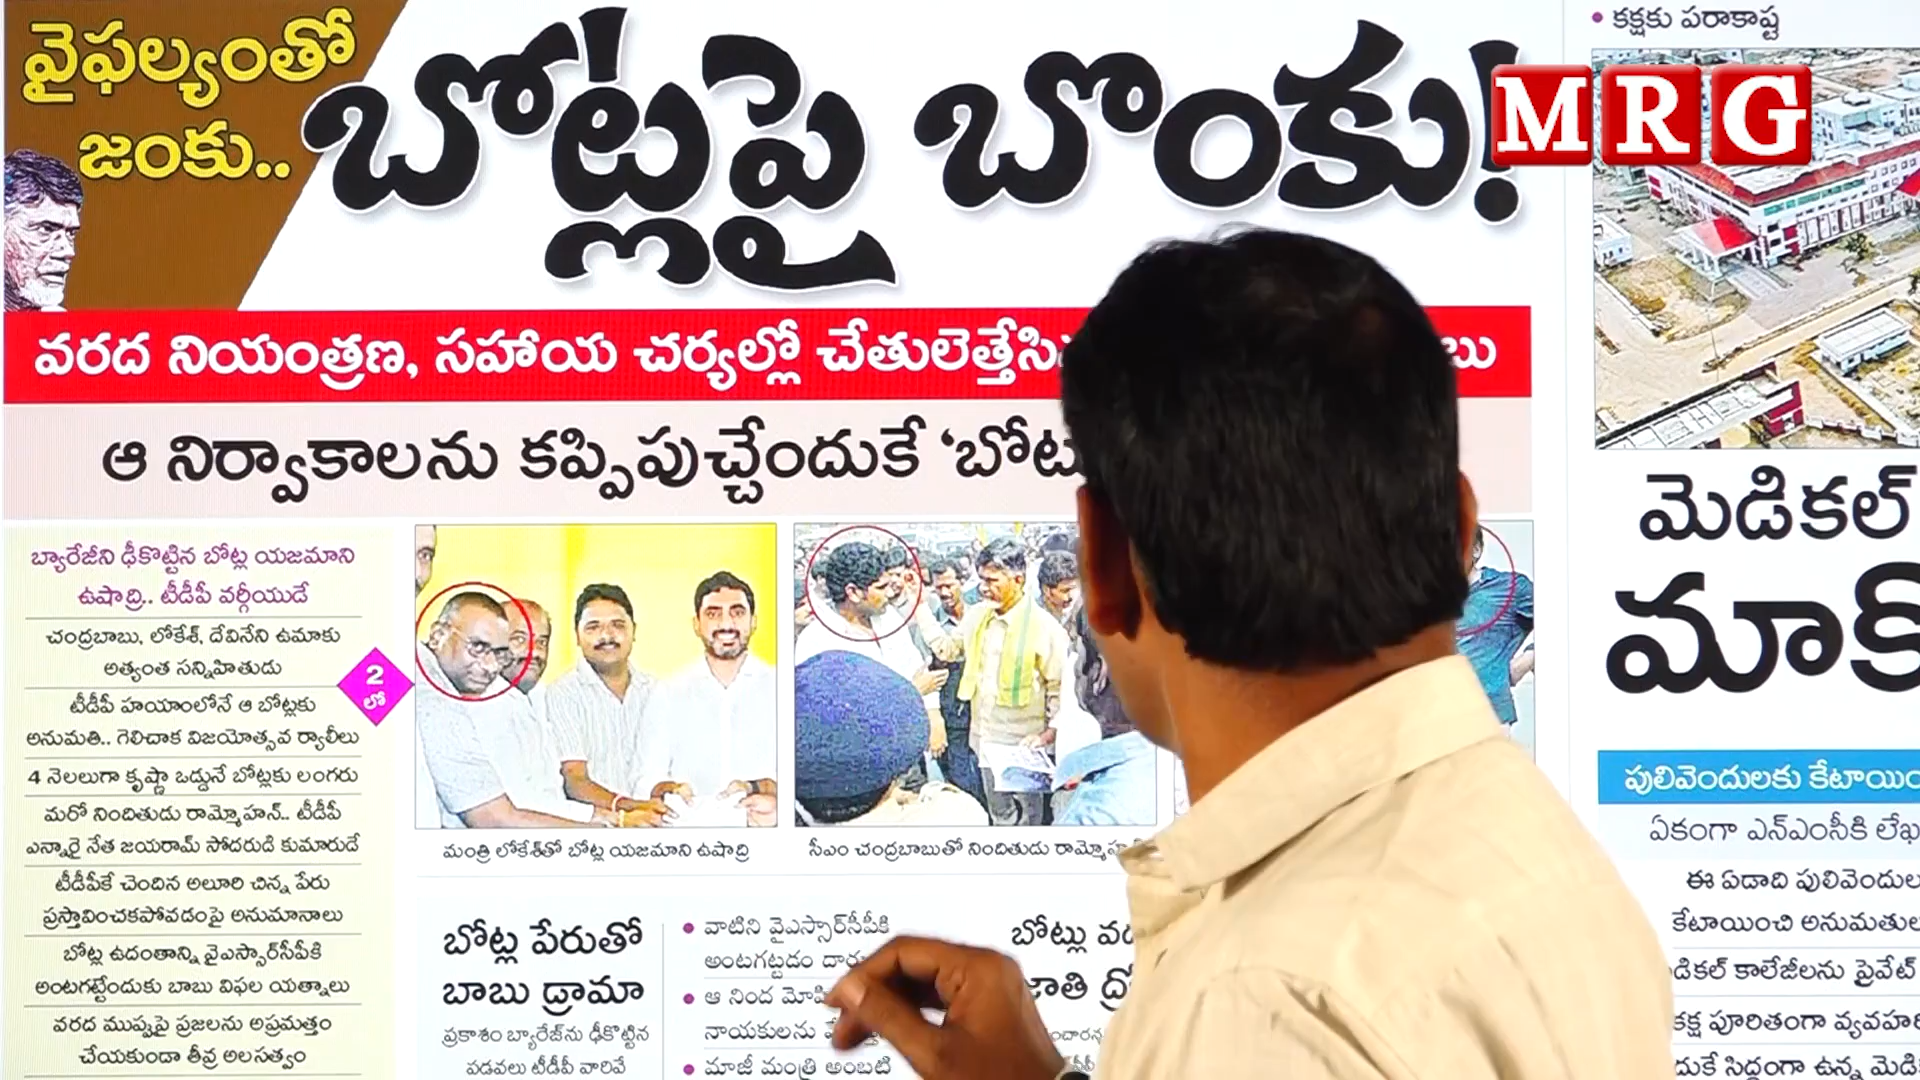 వైఫల్యంతో
జంకు..
బోట్లపై బొంకు!
MRG
వరద నియంత్రణ, సహాయ చర్యల్లో చేతులెత్తేసి
బు
ఆ నిర్వాకాలను కప్పిపుచ్చేందుకే ‘బోట
బ్యారేజీని ఢీకొట్టిన బోట్ల యజమాని
ఉషాద్రి.. టీడీపీ వర్గీయుడే
చంద్రబాబు, లోకేశ్, దేవినేని ఉమాకు
అత్యంత సన్నిహితుడు
టీడీపీ హయాంలోనే ఆ బోట్లకు
అనుమతి.. గెలిచాక విజయోత్సవ ర్యాలీలు
4 నెలలుగా కృష్ణా ఒడ్డునే బోట్లకు లంగరు
మరో నిందితుడు రామ్మోహన్.. టీడీపీ
ఎన్నారై నేత జయరామ్ సోదరుడి కుమారుడే
టీడీపీకే చెందిన అలూరి చిన్న పేరు
ప్రస్తావించకపోవడంపై అనుమానాలు
బోట్ల ఉదంతాన్ని వైఎస్సార్‌సీపీకి
అంటగట్టేందుకు బాబు విఫల యత్నాలు
వరద ముప్పుపై ప్రజలను అప్రమత్తం
చేయకుండా తీవ్ర అలసత్వం
2
లో
మంత్రి లోకేశ్‌తో బోట్ల యజమాని ఉషాద్రి
సీఎం చంద్రబాబుతో నిందితుడు రామ్మోహ
బోట్ల పేరుతో
బాబు డ్రామా
ప్రకాశం బ్యారేజ్‌ను ఢీకొట్టిన
పడవలు టీడీపీ వారివే
• వాటిని వైఎస్సార్‌సీపీకి
అంటగట్టడం దారు
• ఆ నింద మోపి
నాయకులను
• మాజీ మంత్రి అంబటి
బోట్లు వద
జాతి ద్రో
• కక్షకు పరాకాష్ట
మెడికల్
మాక్
పులివెందులకు కేటాయిం
ఏకంగా ఎన్ఎంసీకి లేఖ
ఈ ఏడాది పులివెందుల
కేటాయించి అనుమతుల
డికల్ కాలేజీలను ప్రైవేట్
కక్ష పూరితంగా వ్యవహరి
దుకే సిద్ధంగా ఉన్న మెడి